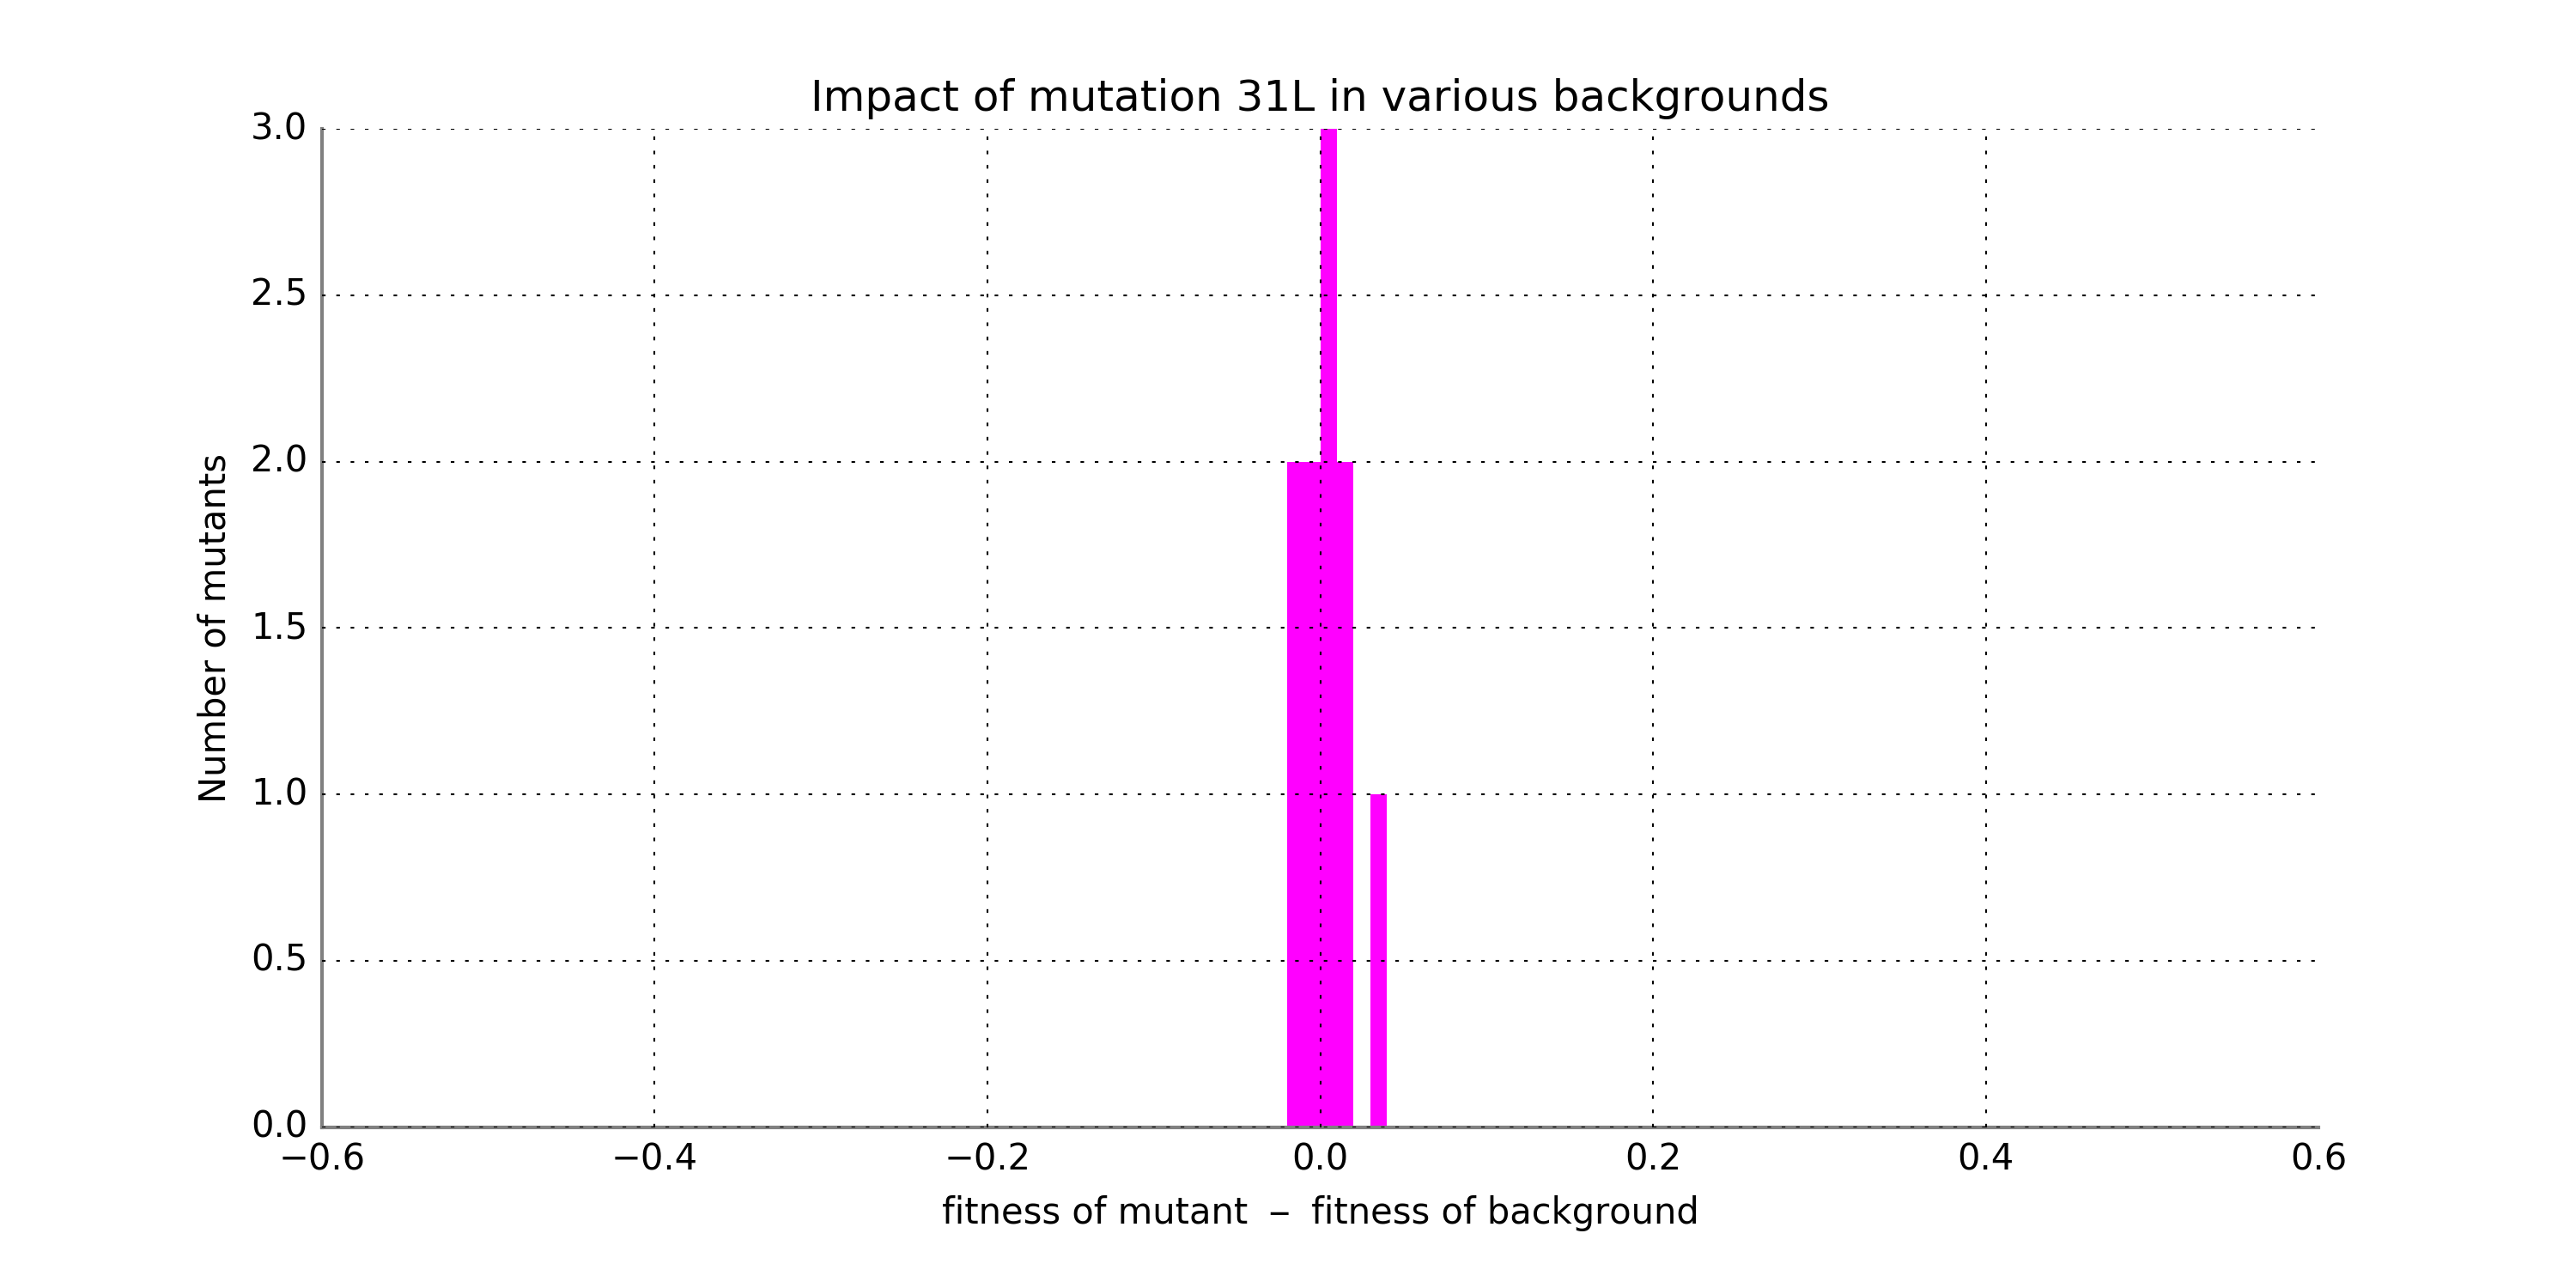 Impact of mutation 31L in various backgrounds
3.0
2.5
2.0
1.5
1.0
0.5
0.0
Number of mutants
−0.6 −0.4 −0.2 0.0 0.2 0.4 0.6
fitness of mutant − fitness of background